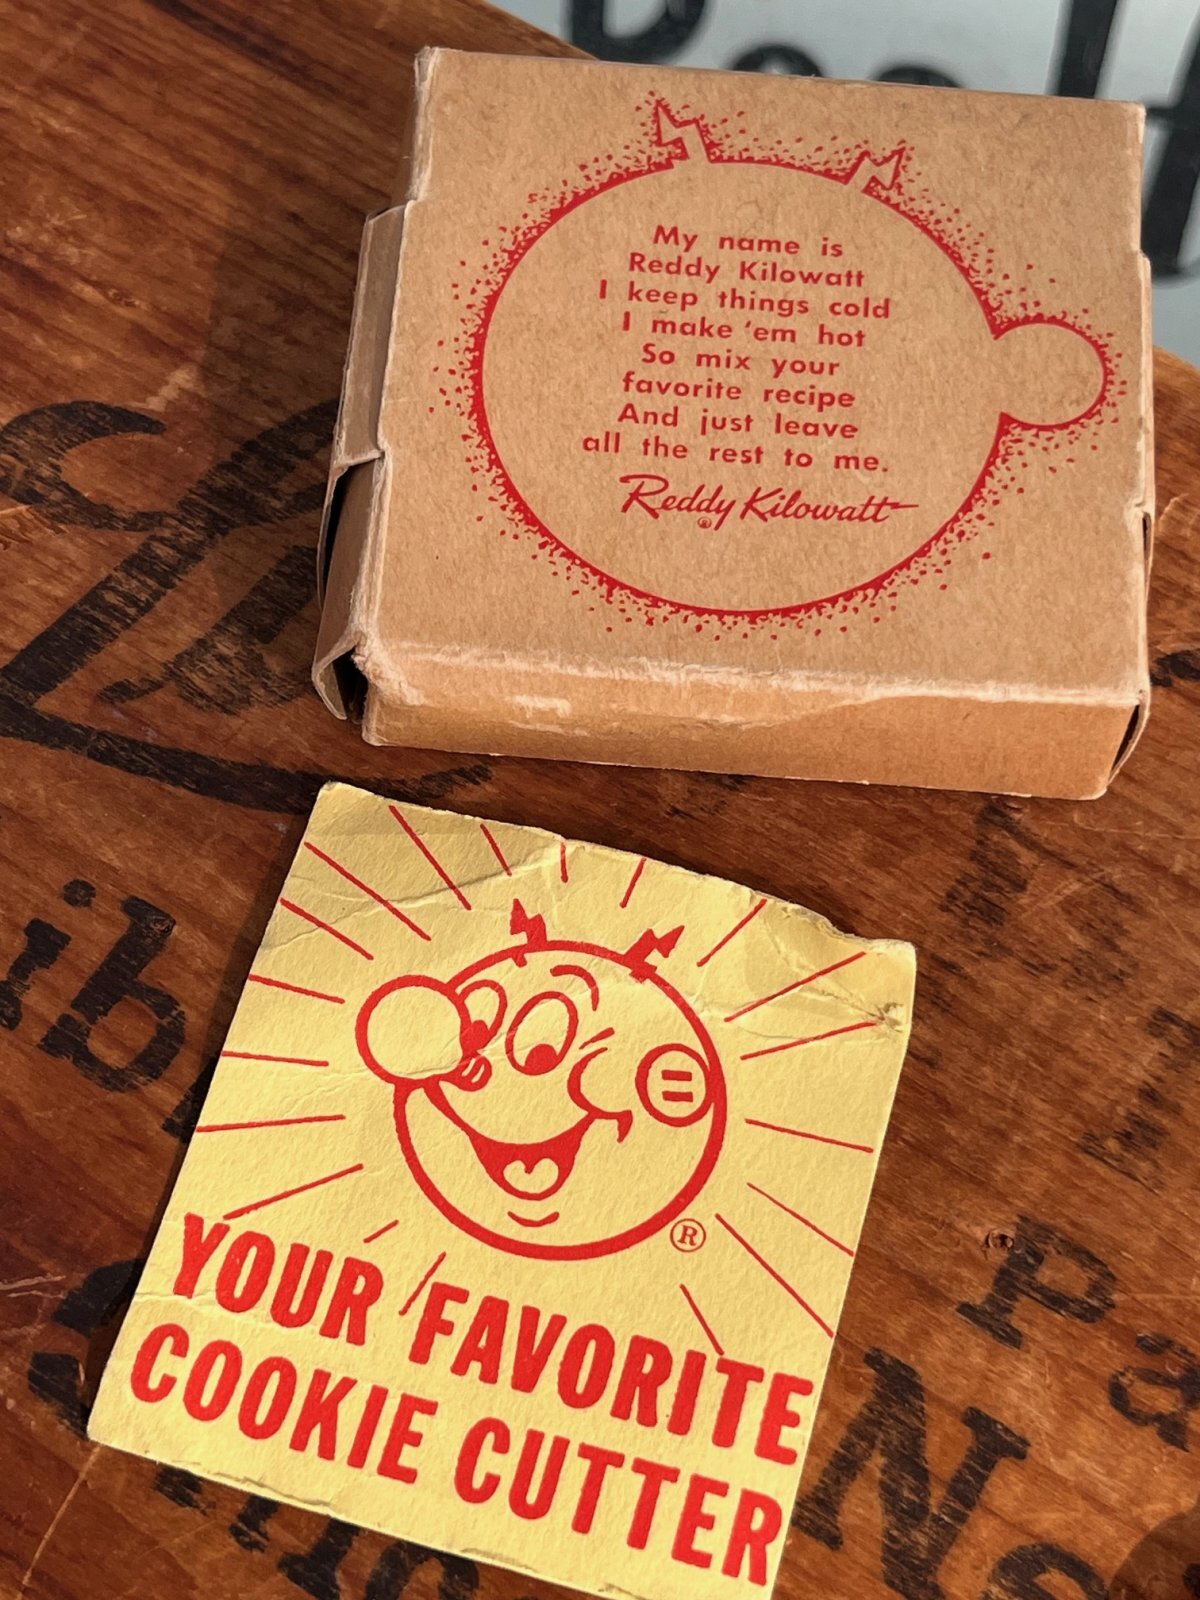 My name is
Reddy Kilowatt
I keep things cold
I make 'em hot
So mix your
favorite recipe
And just leave
all the rest to me.
Reddy Kilowatt
®
®
YOUR FAVORITE
COOKIE CUTTER